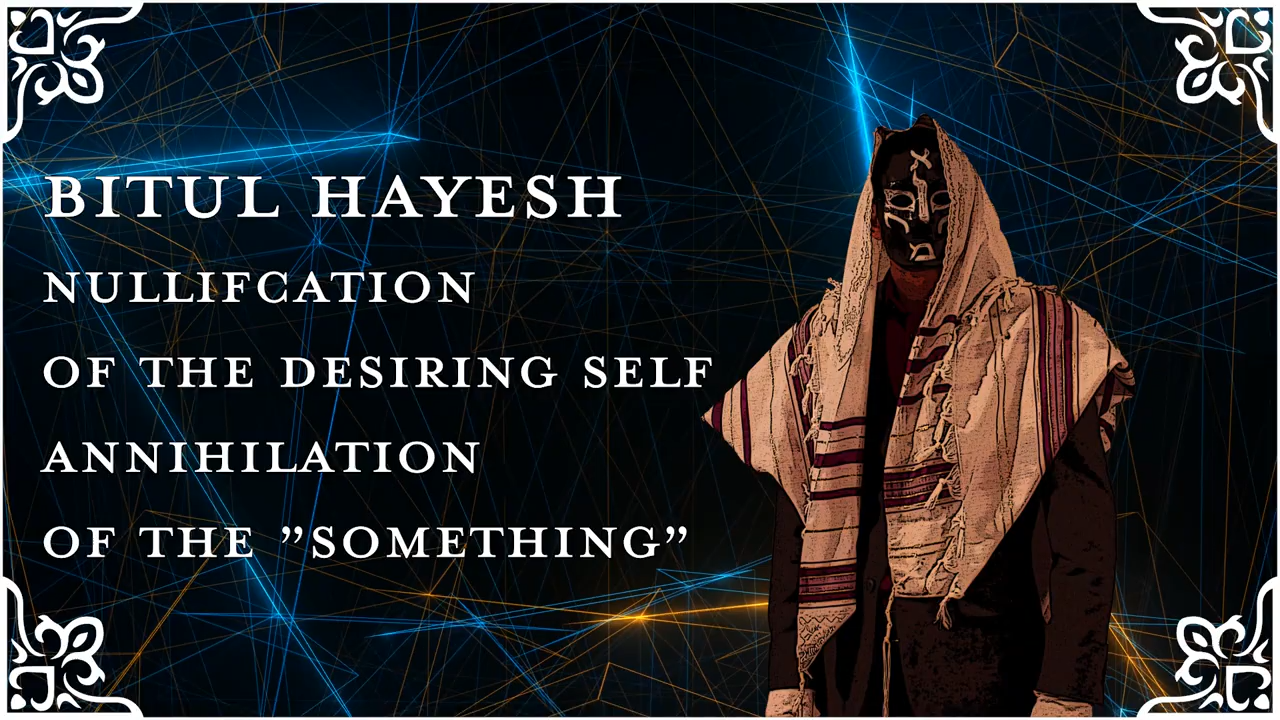 BITUL HAYESH
NULLIFCATION
OF THE DESIRING SELF
ANNIHILATION
OF THE ”SOMETHING”